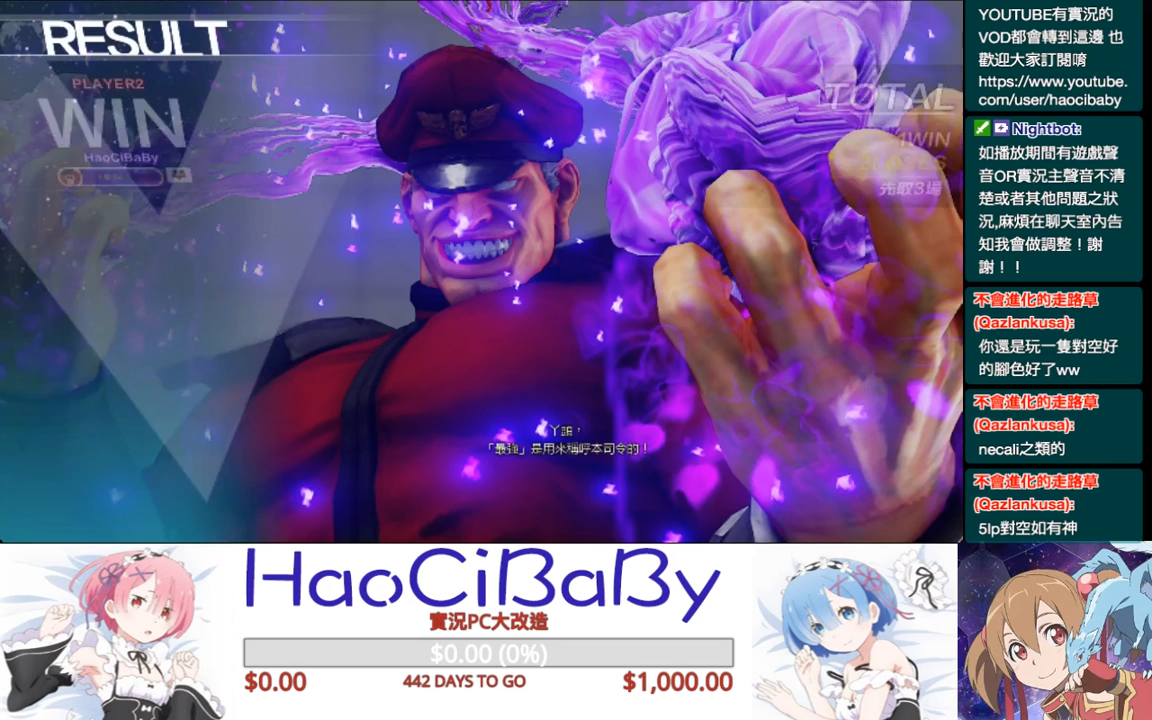 RESULT
PLAYER2
WIN
HaoCiBaBy
TOTAL
1WIN
先取3場
丫頭，
「最強」是用來稱呼本司令的！
YOUTUBE有實況的
VOD都會轉到這邊 也
歡迎大家訂閱唷
https://www.youtube.
com/user/haocibaby
Nightbot:
如播放期間有遊戲聲
音OR實況主聲音不清
楚或者其他問題之狀
況,麻煩在聊天室內告
知我會做調整！謝
謝！！
不會進化的走路草
(Qazlankusa):
你還是玩一隻對空好
的腳色好了ww
不會進化的走路草
(Qazlankusa):
necali之類的
不會進化的走路草
(Qazlankusa):
5lp對空如有神
HaoCiBaBy
實況PC大改造
$0.00 (0%)
$0.00
442 DAYS TO GO
$1,000.00